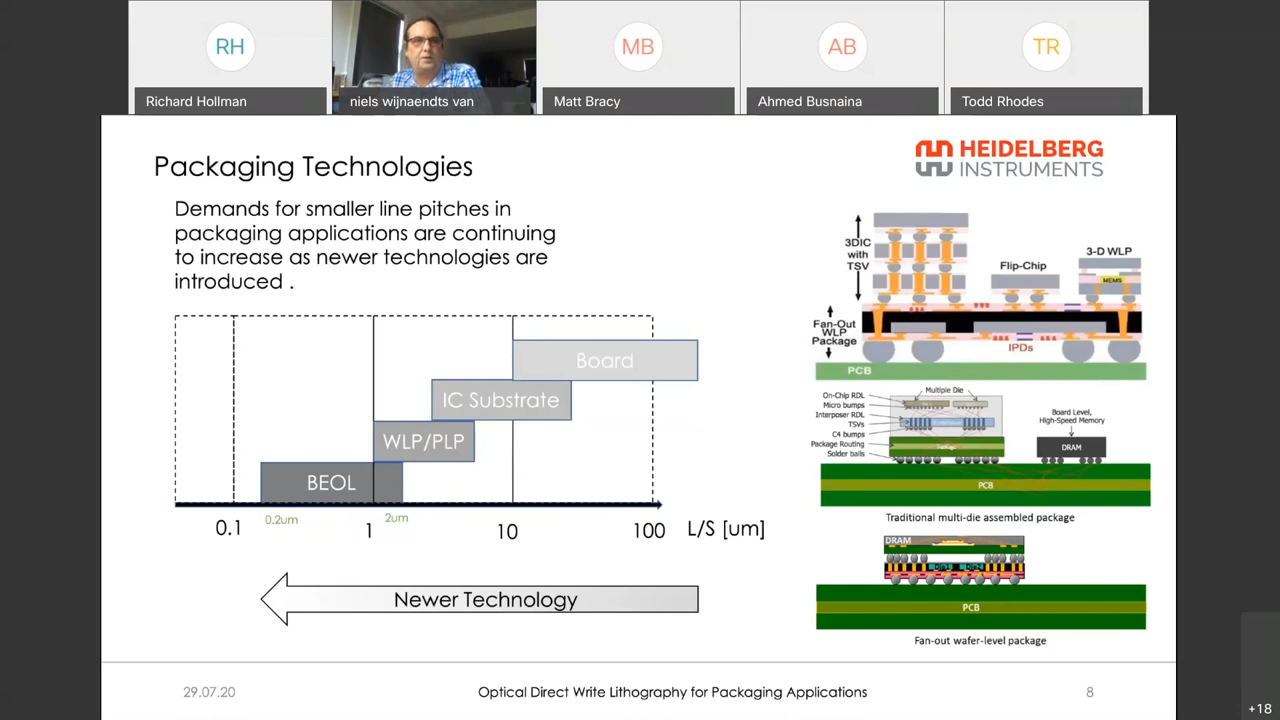 RH
MB
AB
TR
Richard Hollman
niels wijnaendts van
Matt Bracy
Ahmed Busnaina
Todd Rhodes
Packaging Technologies
HEIDELBERG
INSTRUMENTS
Demands for smaller line pitches in
packaging applications are continuing
to increase as newer technologies are
introduced .
Board
IC Substrate
WLP/PLP
BEOL
0.1
0.2um
1
2um
10
100
L/S [um]
Newer Technology
3DIC
with
TSV
Flip-Chip
3-D WLP
MEMS
Fan-Out
WLP
Package
IPDs
PCB
Multiple Die
On-Chip RDL
Micro bumps
Interposer RDL
TSVs
C4 bumps
Package Routing
Solder balls
Board Level,
High-Speed Memory
DRAM
PCB
Traditional multi-die assembled package
DRAM
PCB
Fan-out wafer-level package
29.07.20
Optical Direct Write Lithography for Packaging Applications
8
+18